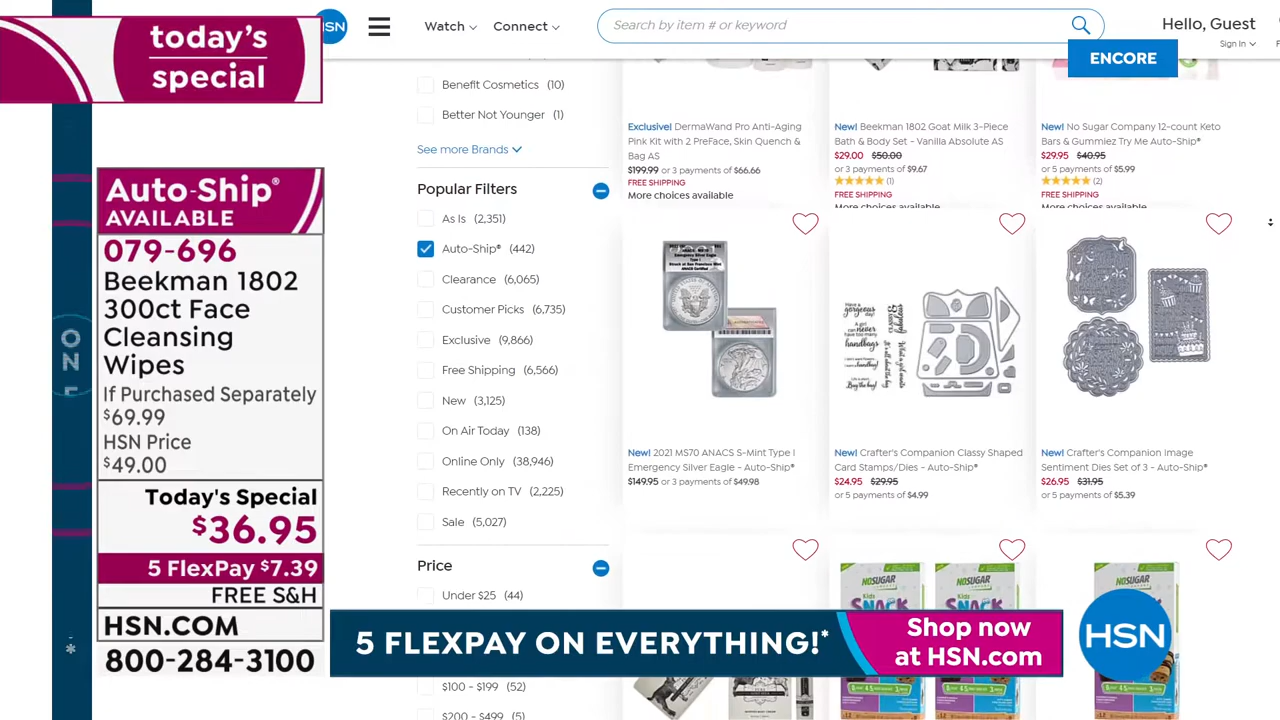 today's
special
HSN
Watch
Connect
Search by item # or keyword
Hello, Guest
Sign In
ENCORE
Auto-Ship®
AVAILABLE
079-696
Beekman 1802
300ct Face
Cleansing
Wipes
If Purchased Separately
$69.99
HSN Price
$49.00
Today's Special
$36.95
5 FlexPay $7.39
FREE S&H
HSN.COM
800-284-3100
ON
*
Benefit Cosmetics (10)
Better Not Younger (1)
See more Brands
Popular Filters
As Is (2,351)
Auto-Ship® (442)
Clearance (6,065)
Customer Picks (6,735)
Exclusive (9,866)
Free Shipping (6,566)
New (3,125)
On Air Today (138)
Online Only (38,946)
Recently on TV (2,225)
Sale (5,027)
Price
Under $25 (44)
$100 - $199 (52)
$200 - $499 (5)
Exclusive! DermaWand Pro Anti-Aging
Pink Kit with 2 PreFace, Skin Quench &
Bag AS
$199.99 or 3 payments of $66.66
FREE SHIPPING
More choices available
New! Beekman 1802 Goat Milk 3-Piece
Bath & Body Set - Vanilla Absolute AS
$29.00 $50.00
or 3 payments of $9.67
(1)
FREE SHIPPING
More choices available
New! No Sugar Company 12-count Keto
Bars & Gummiez Try Me Auto-Ship®
$29.95 $40.95
or 5 payments of $5.99
(2)
FREE SHIPPING
More choices available
New! 2021 MS70 ANACS S-Mint Type I
Emergency Silver Eagle - Auto-Ship®
$149.95 or 3 payments of $49.98
New! Crafter's Companion Classy Shaped
Card Stamps/Dies - Auto-Ship®
$24.95 $29.95
or 5 payments of $4.99
New! Crafter's Companion Image
Sentiment Dies Set of 3 - Auto-Ship®
$26.95 $31.95
or 5 payments of $5.39
NO SUGAR
Kids
SNACK
NO SUGAR
Kids
SNACK
NO SUGAR
5 FLEXPAY ON EVERYTHING!*
Shop now
at HSN.com
HSN